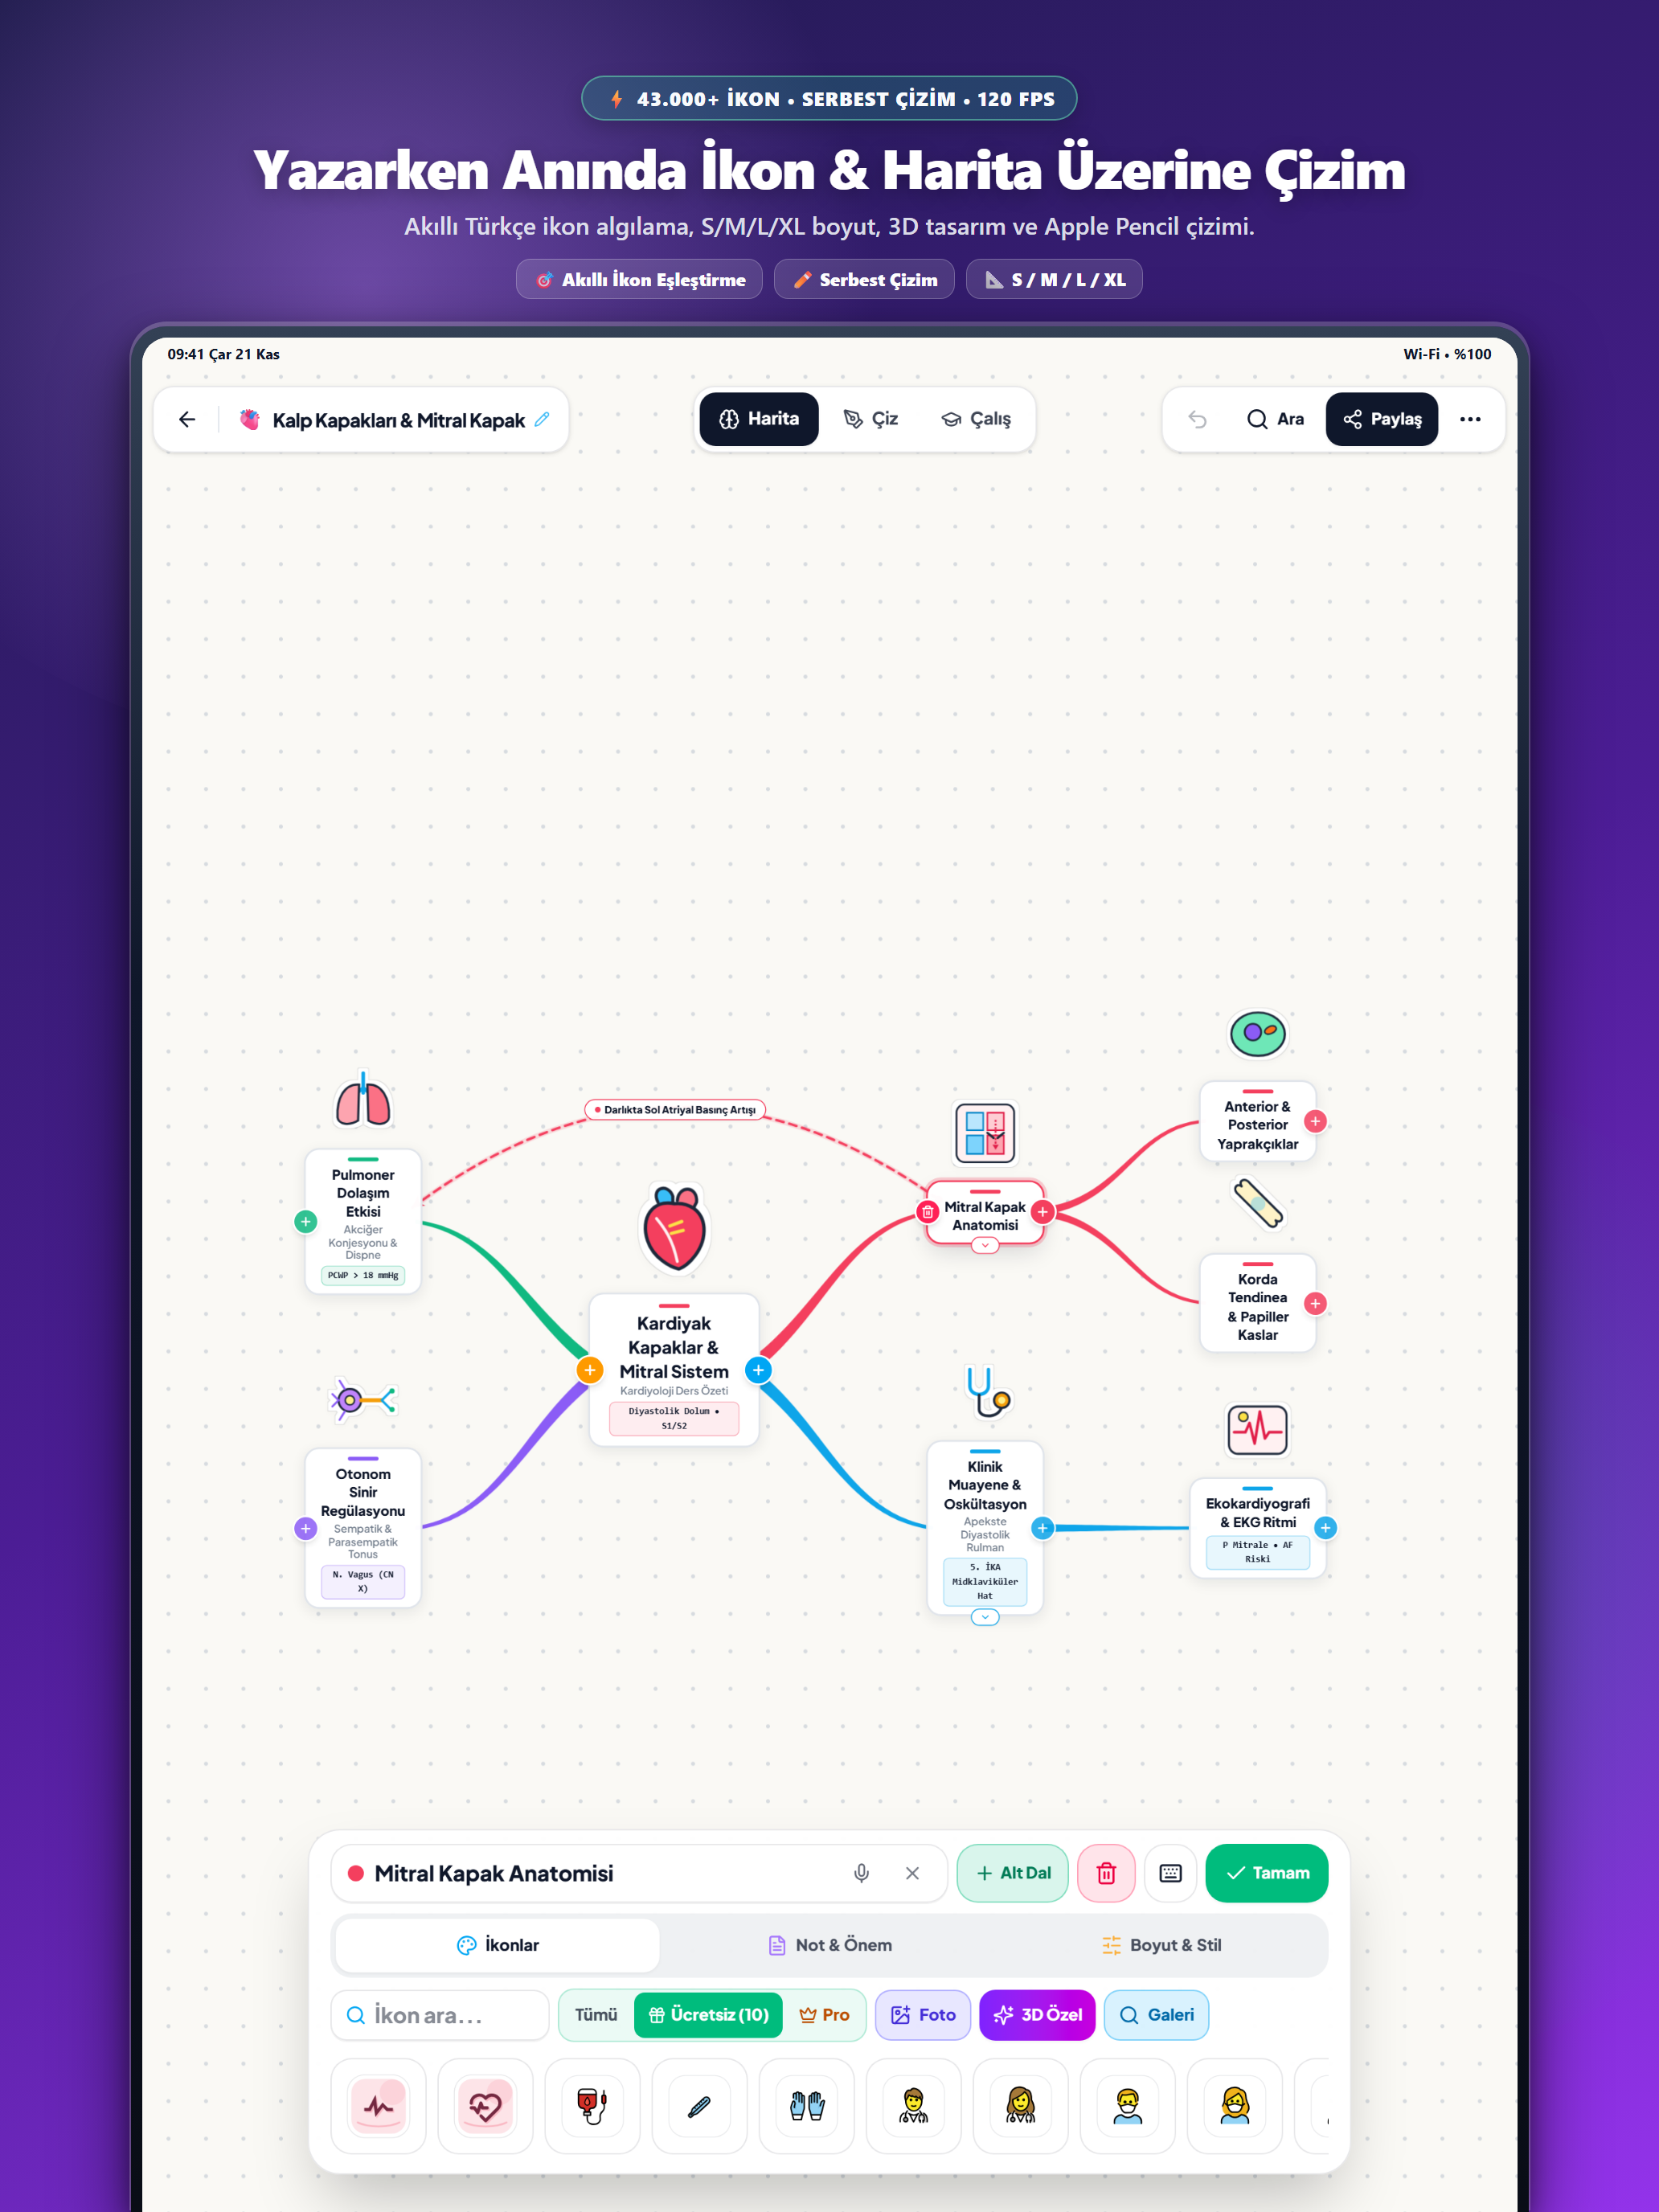 43.000+ İKON • SERBEST ÇİZİM • 120 FPS
Yazarken Anında İkon & Harita Üzerine Çizim
Akıllı Türkçe ikon algılama, S/M/L/XL boyut, 3D tasarım ve Apple Pencil çizimi.
Akıllı İkon Eşleştirme
Serbest Çizim
S / M / L / XL
09:41 Çar 21 Kas
Wi-Fi • %100
Kalp Kapakları & Mitral Kapak
Harita
Çiz
Çalış
Ara
Paylaş
Darlıkta Sol Atriyal Basınç Artışı
Pulmoner
Dolaşım
Etkisi
Akciğer
Konjesyonu &
Dispne
PCWP > 18 mmHg
Kardiyak
Kapaklar &
Mitral Sistem
Kardiyoloji Ders Özeti
Diyastolik Dolum •
S1/S2
Mitral Kapak
Anatomisi
Anterior &
Posterior
Yaprakçıklar
Korda
Tendinea
& Papiller
Kaslar
Otonom
Sinir
Regülasyonu
Sempatik &
Parasempatik
Tonus
N. Vagus (CN
X)
Klinik
Muayene &
Oskültasyon
Apekste
Diyastolik
Rulman
5. İKA
Midklaviküler
Hat
Ekokardiyografi
& EKG Ritmi
P Mitrale • AF
Riski
Mitral Kapak Anatomisi
Alt Dal
Tamam
İkonlar
Not & Önem
Boyut & Stil
İkon ara...
Tümü
Ücretsiz (10)
Pro
Foto
3D Özel
Galeri